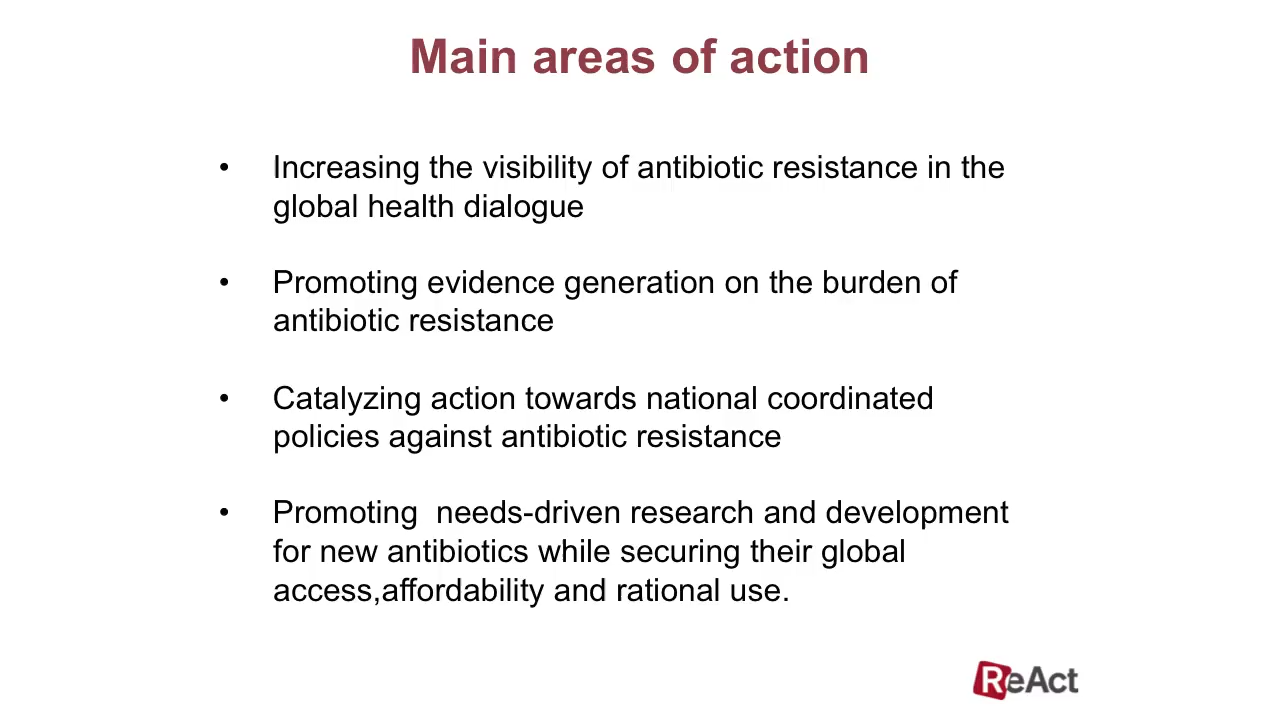 Main areas of action
• Increasing the visibility of antibiotic resistance in the
global health dialogue
• Promoting evidence generation on the burden of
antibiotic resistance
• Catalyzing action towards national coordinated
policies against antibiotic resistance
• Promoting  needs-driven research and development
for new antibiotics while securing their global
access,affordability and rational use.
ReAct